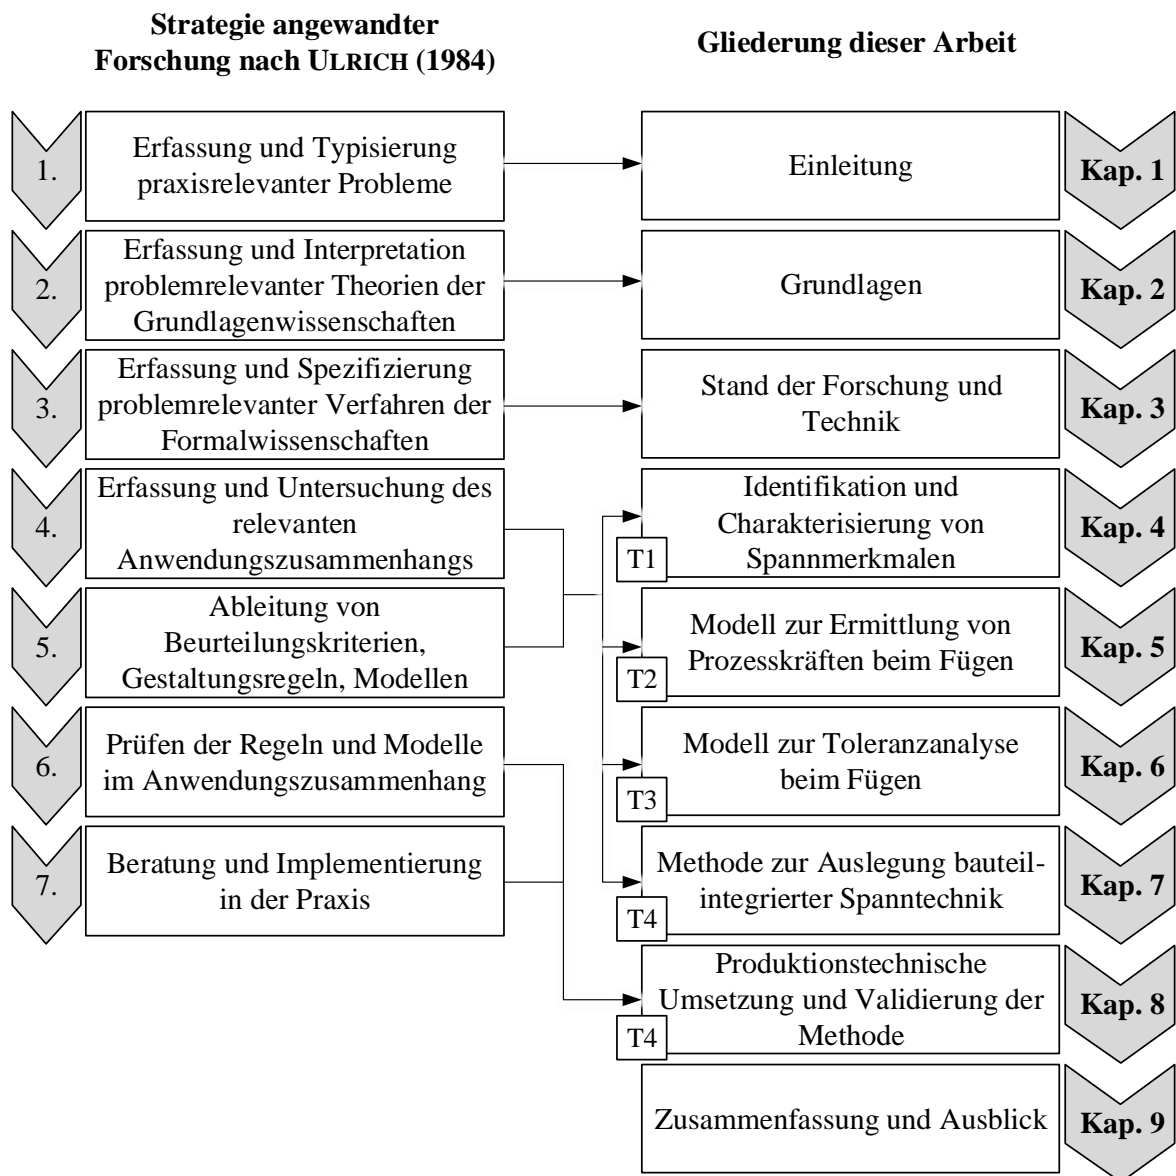 Strategie angewandter
Forschung nach ULRICH (1984)
Gliederung dieser Arbeit
1.
Erfassung und Typisierung
praxisrelevanter Probleme
Einleitung
Kap. 1
2.
Erfassung und Interpretation
problemrelevanter Theorien der
Grundlagenwissenschaften
Grundlagen
Kap. 2
3.
Erfassung und Spezifizierung
problemrelevanter Verfahren der
Formalwissenschaften
Stand der Forschung und
Technik
Kap. 3
4.
Erfassung und Untersuchung des
relevanten
Anwendungszusammenhangs
Identifikation und
Charakterisierung von
Spannmerkmalen
T1
Kap. 4
5.
Ableitung von
Beurteilungskriterien,
Gestaltungsregeln, Modellen
Modell zur Ermittlung von
Prozesskräften beim Fügen
T2
Kap. 5
6.
Prüfen der Regeln und Modelle
im Anwendungszusammenhang
Modell zur Toleranzanalyse
beim Fügen
T3
Kap. 6
7.
Beratung und Implementierung
in der Praxis
Methode zur Auslegung bauteil-
integrierter Spanntechnik
T4
Kap. 7
Produktionstechnische
Umsetzung und Validierung der
Methode
T4
Kap. 8
Zusammenfassung und Ausblick
Kap. 9